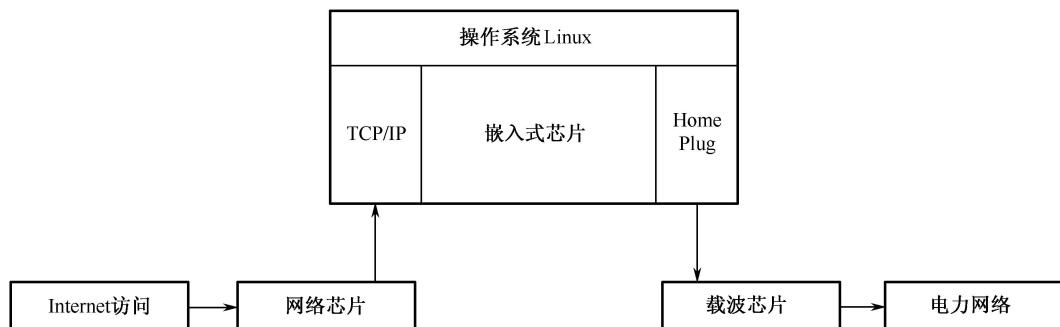 操作系统Linux
TCP/IP
嵌入式芯片
Home
Plug
Internet访问
网络芯片
载波芯片
电力网络